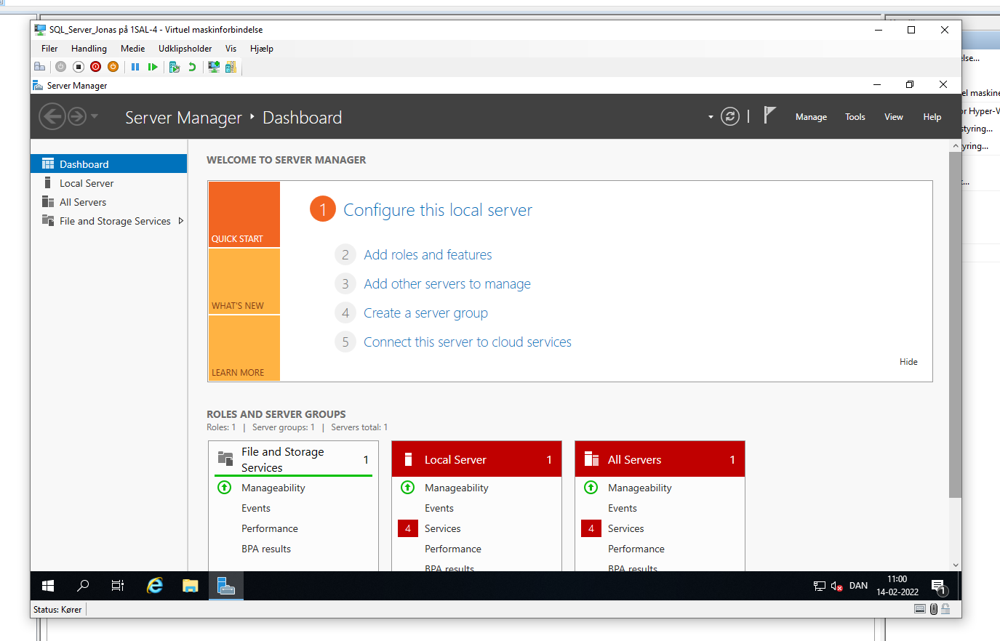 SQL_Server_Jonas på 1SAL-4 - Virtuel maskinforbindelse
Filer Handling Medie Udklipsholder Vis Hjælp
Server Manager
Server Manager Dashboard
Manage Tools View Help
Dashboard
Local Server
All Servers
File and Storage Services
WELCOME TO SERVER MANAGER
QUICK START
WHAT'S NEW
LEARN MORE
1 Configure this local server
2 Add roles and features
3 Add other servers to manage
4 Create a server group
5 Connect this server to cloud services
Hide
ROLES AND SERVER GROUPS
Roles: 1 | Server groups: 1 | Servers total: 1
File and Storage
Services
1
Manageability
Events
Performance
BPA results
Local Server 1
Manageability
Events
4 Services
Performance
BPA results
All Servers 1
Manageability
Events
4 Services
Performance
BPA results
DAN
11:00
14-02-2022
1
Status: Kører
else...
el maskine
or Hyper-V
styring...
yring...